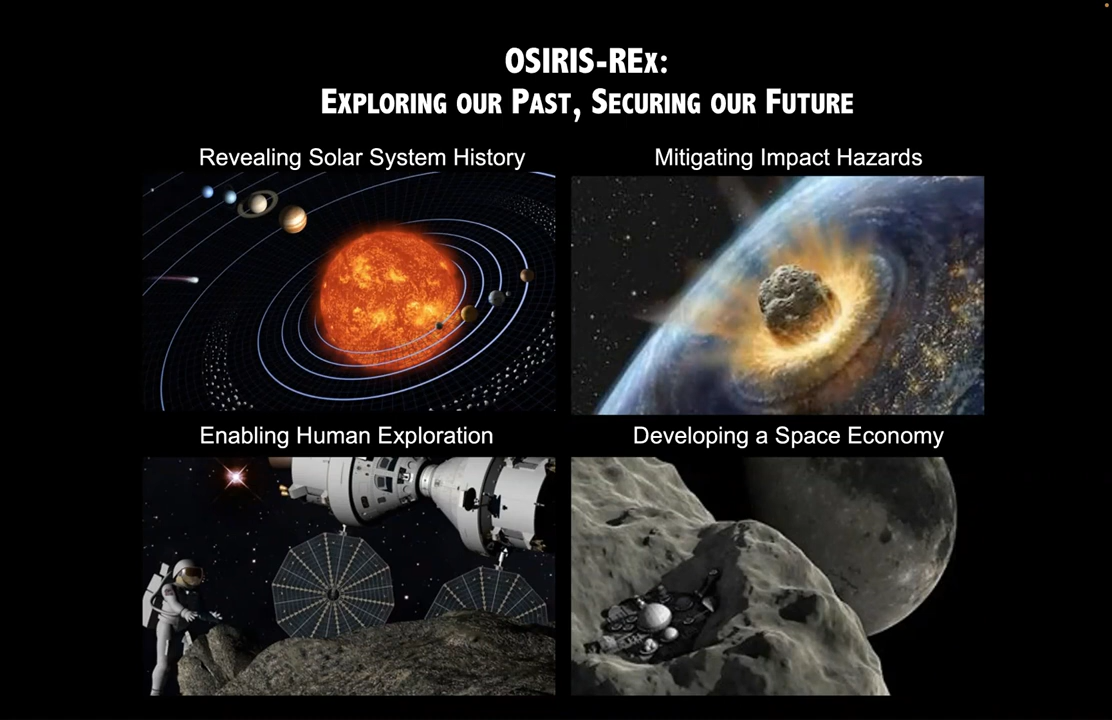 OSIRIS-REx:
Exploring our Past, Securing our Future
Revealing Solar System History
Mitigating Impact Hazards
Enabling Human Exploration
Developing a Space Economy